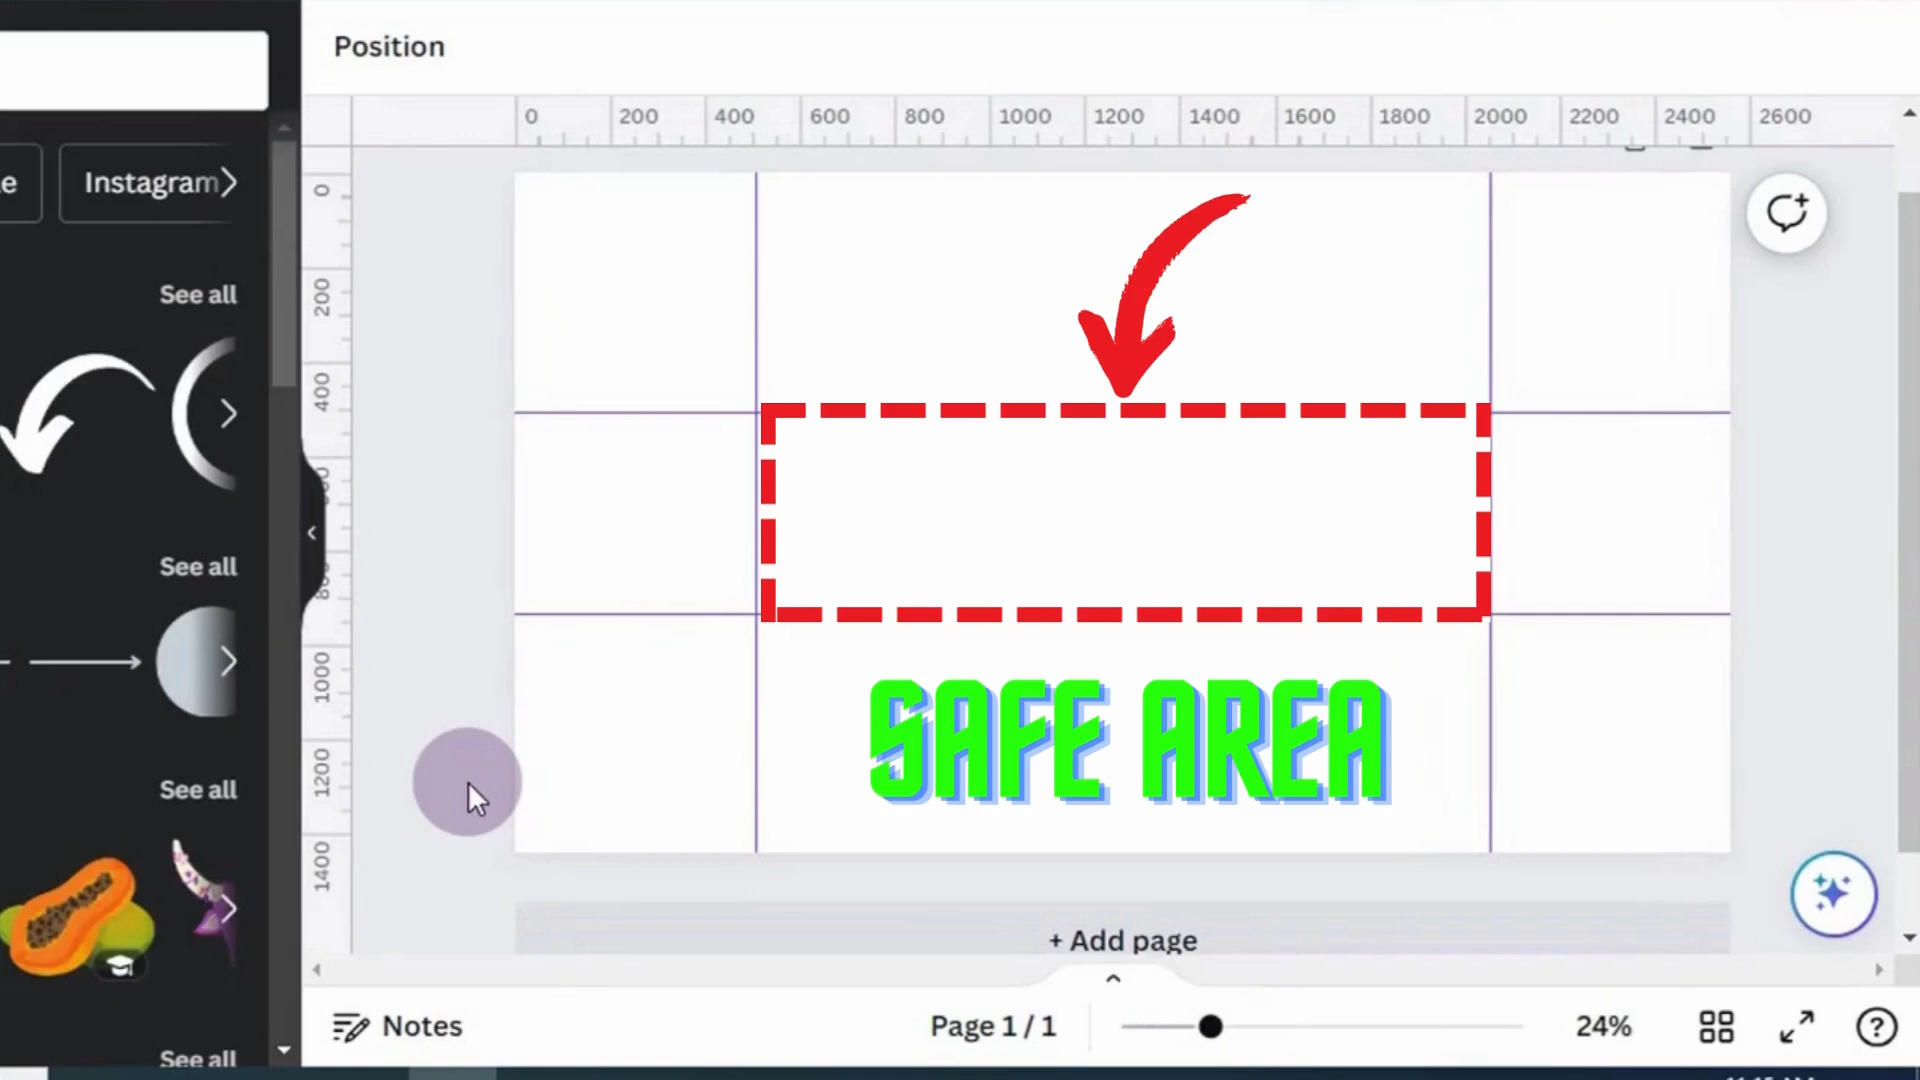 Position
0 200 400 600 800 1000 1200 1400 1600 1800 2000 2200 2400 2600
e
Instagram
See all
See all
See all
See all
0
200
400
1000
1200
1400
SAFE AREA
+ Add page
Notes
Page 1 / 1
24%